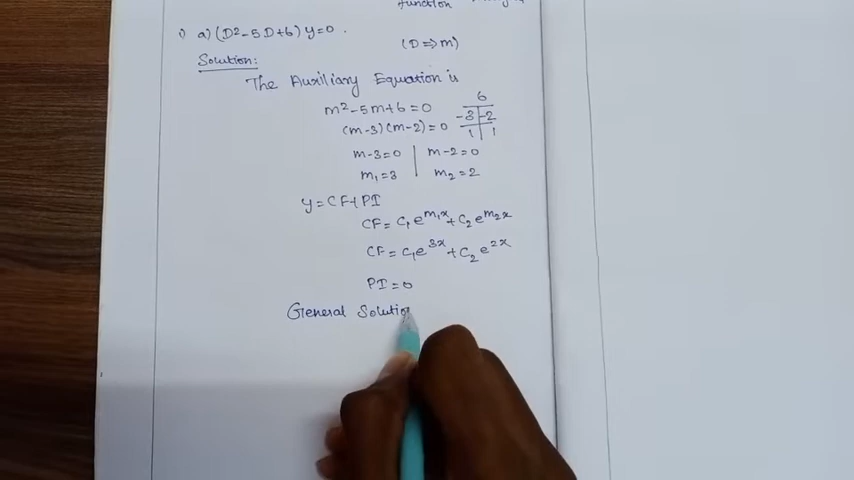 function
1) a) (D²-5D+6) y=0.
(D⇒m)
Solution:
The Auxiliary Equation is
m²-5m+6=0
6
(m-3)(m-2)=0
-3 | -2
1 | 1
m-3=0 | m-2=0
m₁=3 | m₂=2
y=CF+PI
CF= C₁e^m₁x + C₂e^m₂x
CF= C₁e^3x + C₂e^2x
PI=0
General Solution